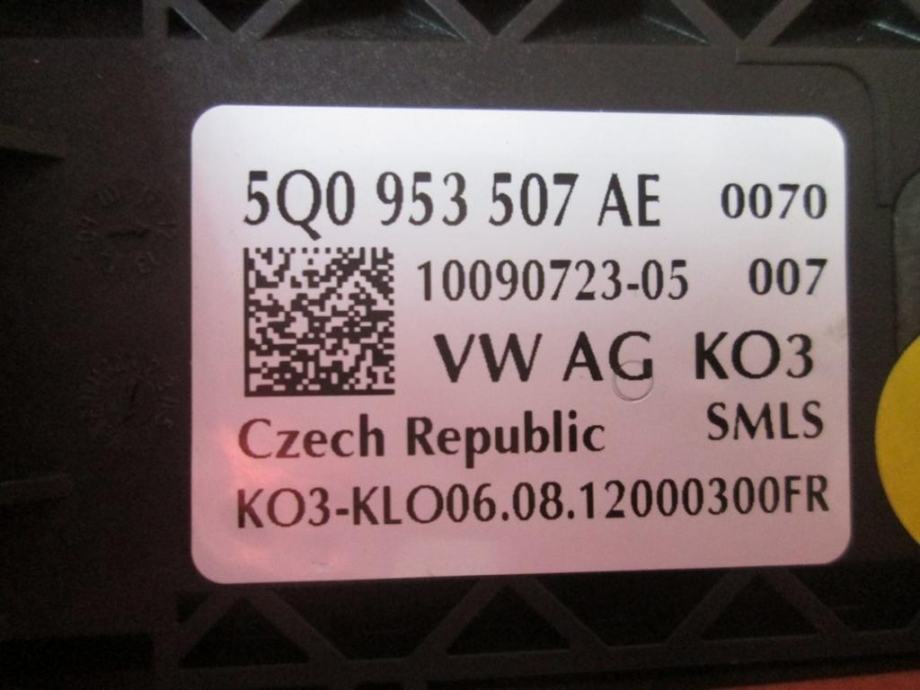 5Q0 953 507 AE 0070
10090723-05 007
VW AG KO3
SMLS
Czech Republic
KO3-KLO06.08.12000300FR